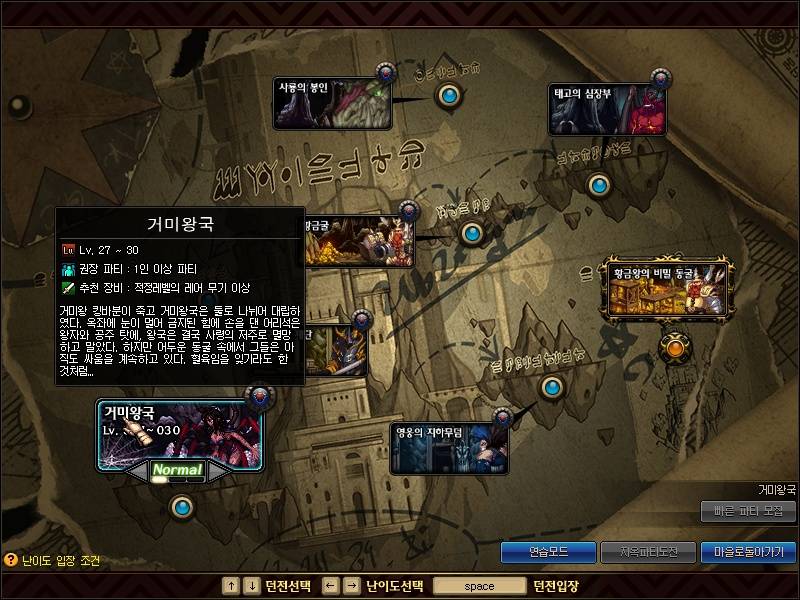 사룡의 봉인
태고의 심장부
거미왕국
Lv. 27 ~ 30
권장 파티 : 1인 이상 파티
추천 장비 : 적정레벨의 레어 무기 이상
거미왕 킹바분이 죽고 거미왕국은 둘로 나뉘어 대립하
였다. 옥좌에 눈이 멀어 금지된 힘에 손을 댄 어리석은
왕자와 공주 탓에, 왕국은 결국 사령의 저주로 멸망
하고 말았다. 하지만 어두운 동굴 속에서 그들은 아
직도 싸움을 계속하고 있다. 혈육임을 잊기라도 한
것처럼...
황금굴
황금왕의 비밀 동굴
단
거미왕국
Lv. ~ 030
Normal
영웅의 지하무덤
거미왕국
빠른 파티 모집
연습모드
지옥파티도전
마을로돌아가기
? 난이도 입장 조건
↑ ↓ 던전선택 ← → 난이도선택 space 던전입장